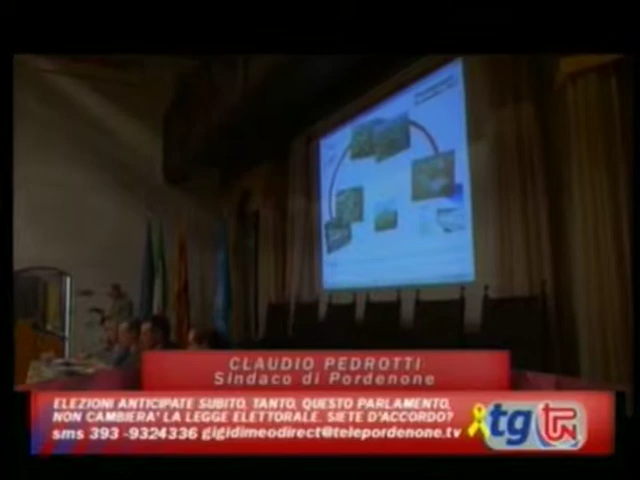 CLAUDIO PEDROTTI
Sindaco di Pordenone
ELEZIONI ANTICIPATE SUBITO, TANTO, QUESTO PARLAMENTO,
NON CAMBIERA' LA LEGGE ELETTORALE. SIETE D'ACCORDO?
sms 393 -9324336 gigidimeodirect@telepordenone.tv
tg TPN